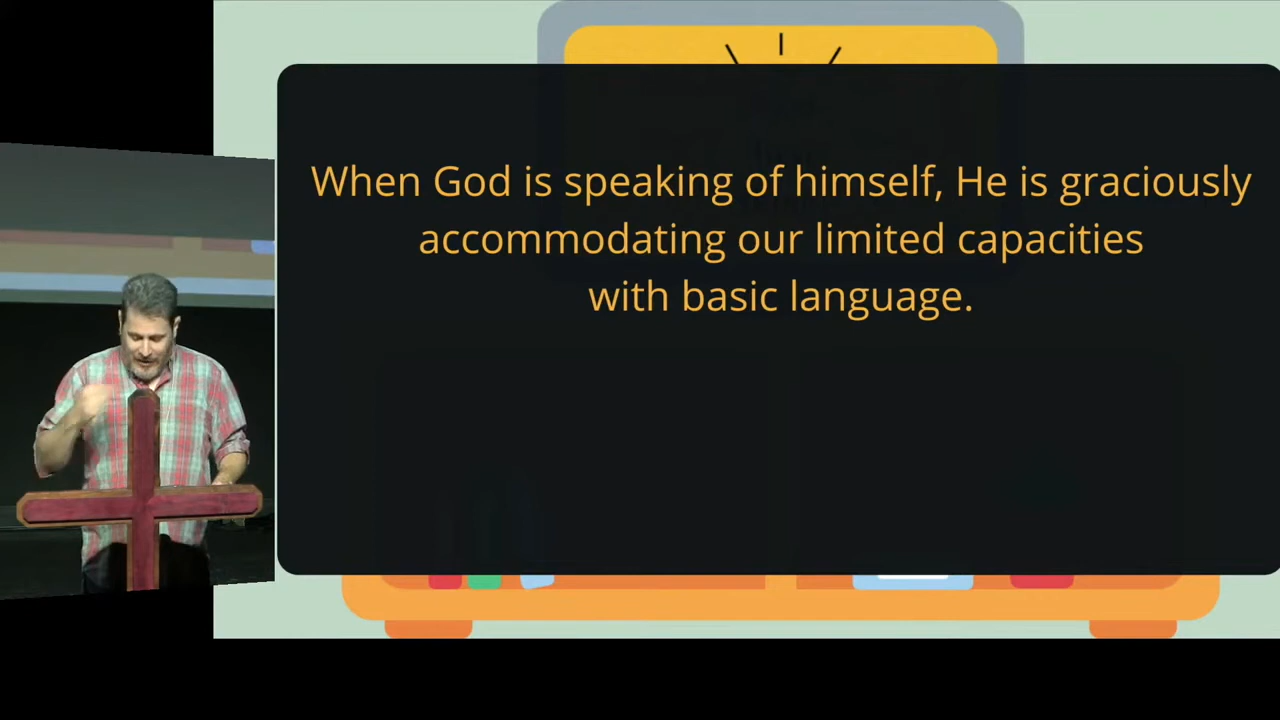 When God is speaking of himself, He is graciously
accommodating our limited capacities
with basic language.